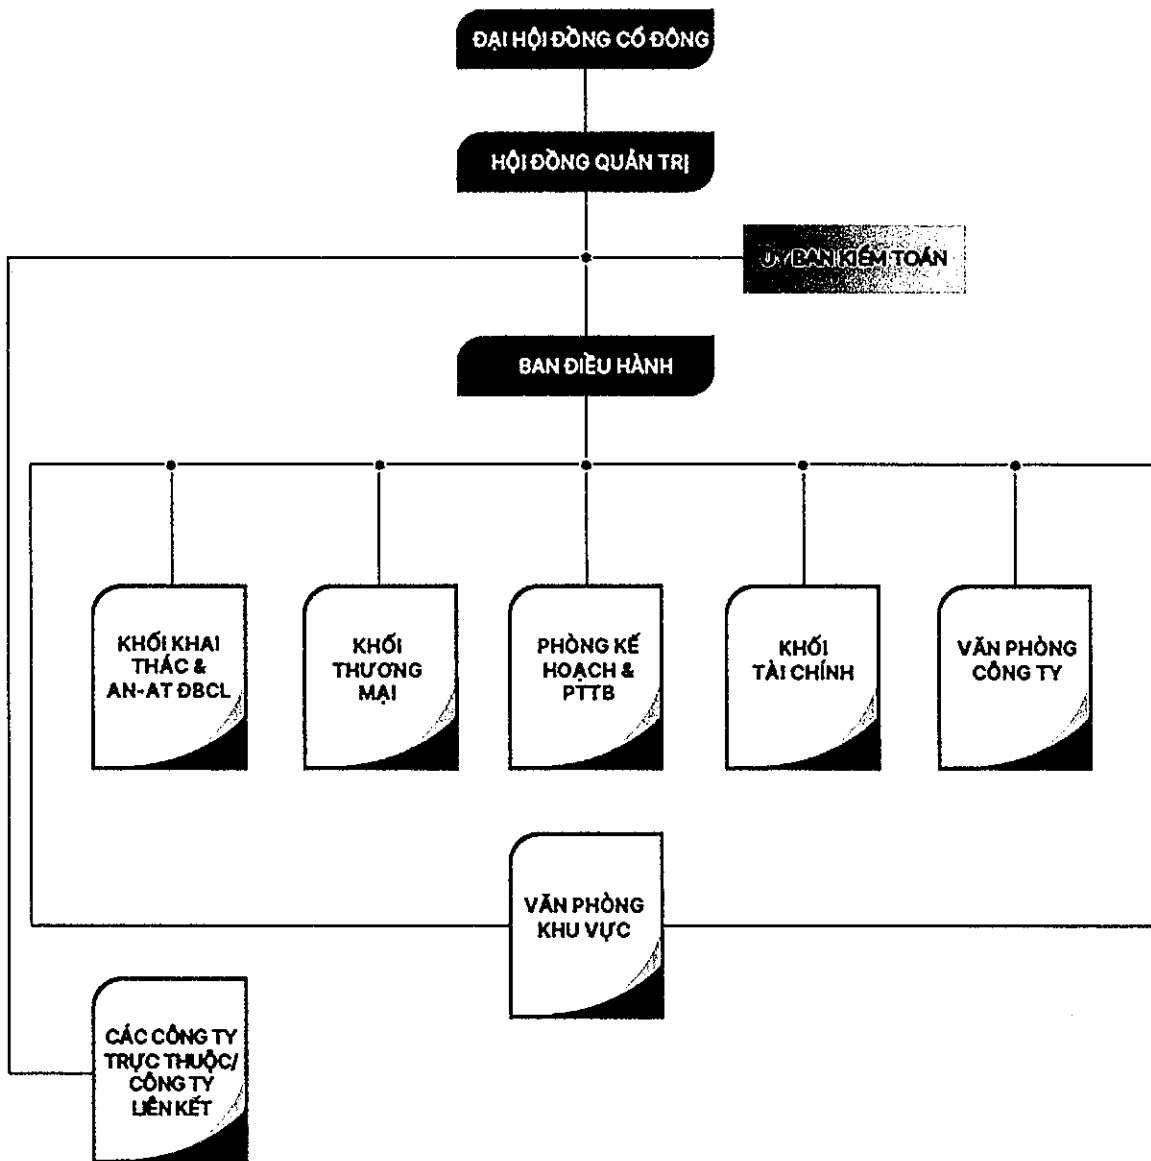 ĐẠI HỘI ĐỒNG CỔ ĐÔNG
HỘI ĐỒNG QUẢN TRỊ
ỦY BAN KIỂM TOÁN
BAN ĐIỀU HÀNH
KHỐI KHAI
THÁC &
AN-AT ĐBCL
KHỐI
THƯƠNG
MẠI
PHÒNG KẾ
HOẠCH &
PTTB
KHỐI
TÀI CHÍNH
VĂN PHÒNG
CÔNG TY
VĂN PHÒNG
KHU VỰC
CÁC CÔNG TY
TRỰC THUỘC/
CÔNG TY
LIÊN KẾT